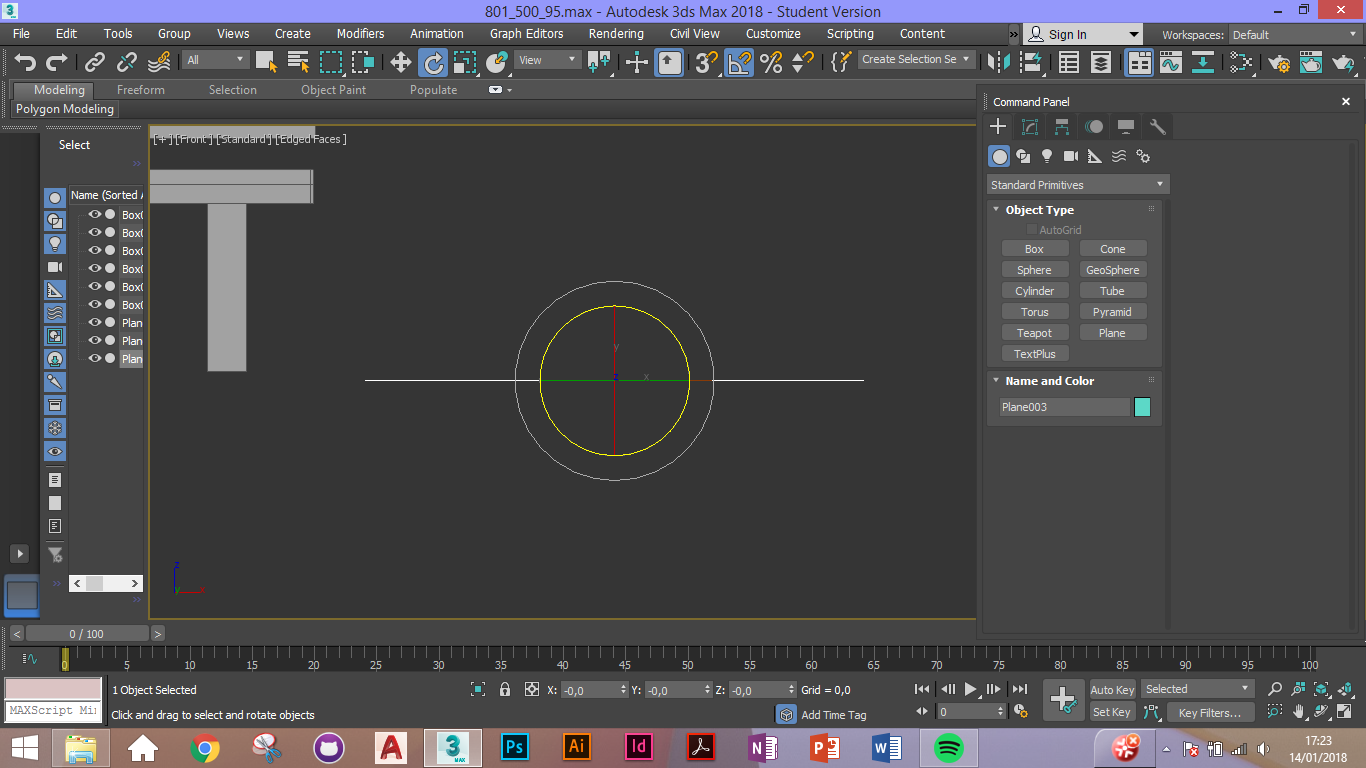 801_500_95.max - Autodesk 3ds Max 2018 - Student Version
File Edit Tools Group Views Create Modifiers Animation Graph Editors Rendering Civil View Customize Scripting Content » Sign In Workspaces: Default
All View Create Selection Se
Modeling Freeform Selection Object Paint Populate
Polygon Modeling
Command Panel
Select
[+] [Front ] [Standard ] [Edged Faces ]
Standard Primitives
Name (Sorted A
Object Type
AutoGrid
Box Cone
Sphere GeoSphere
Cylinder Tube
Torus Pyramid
Teapot Plane
TextPlus
Name and Color
Plane003
Box0
Box0
Box0
Box0
Box0
Box0
Plan
Plan
Plan
y
z x
z
y x
< 0 / 100 >
0 5 10 15 20 25 30 35 40 45 50 55 60 65 70 75 80 85 90 95 100
1 Object Selected X: -0,0 Y: -0,0 Z: -0,0 Grid = 0,0 Auto Key Selected
MAXScript Min Click and drag to select and rotate objects Add Time Tag 0 Set Key Key Filters...
3 MAX Ps Ai Id N P W
17:23
14/01/2018